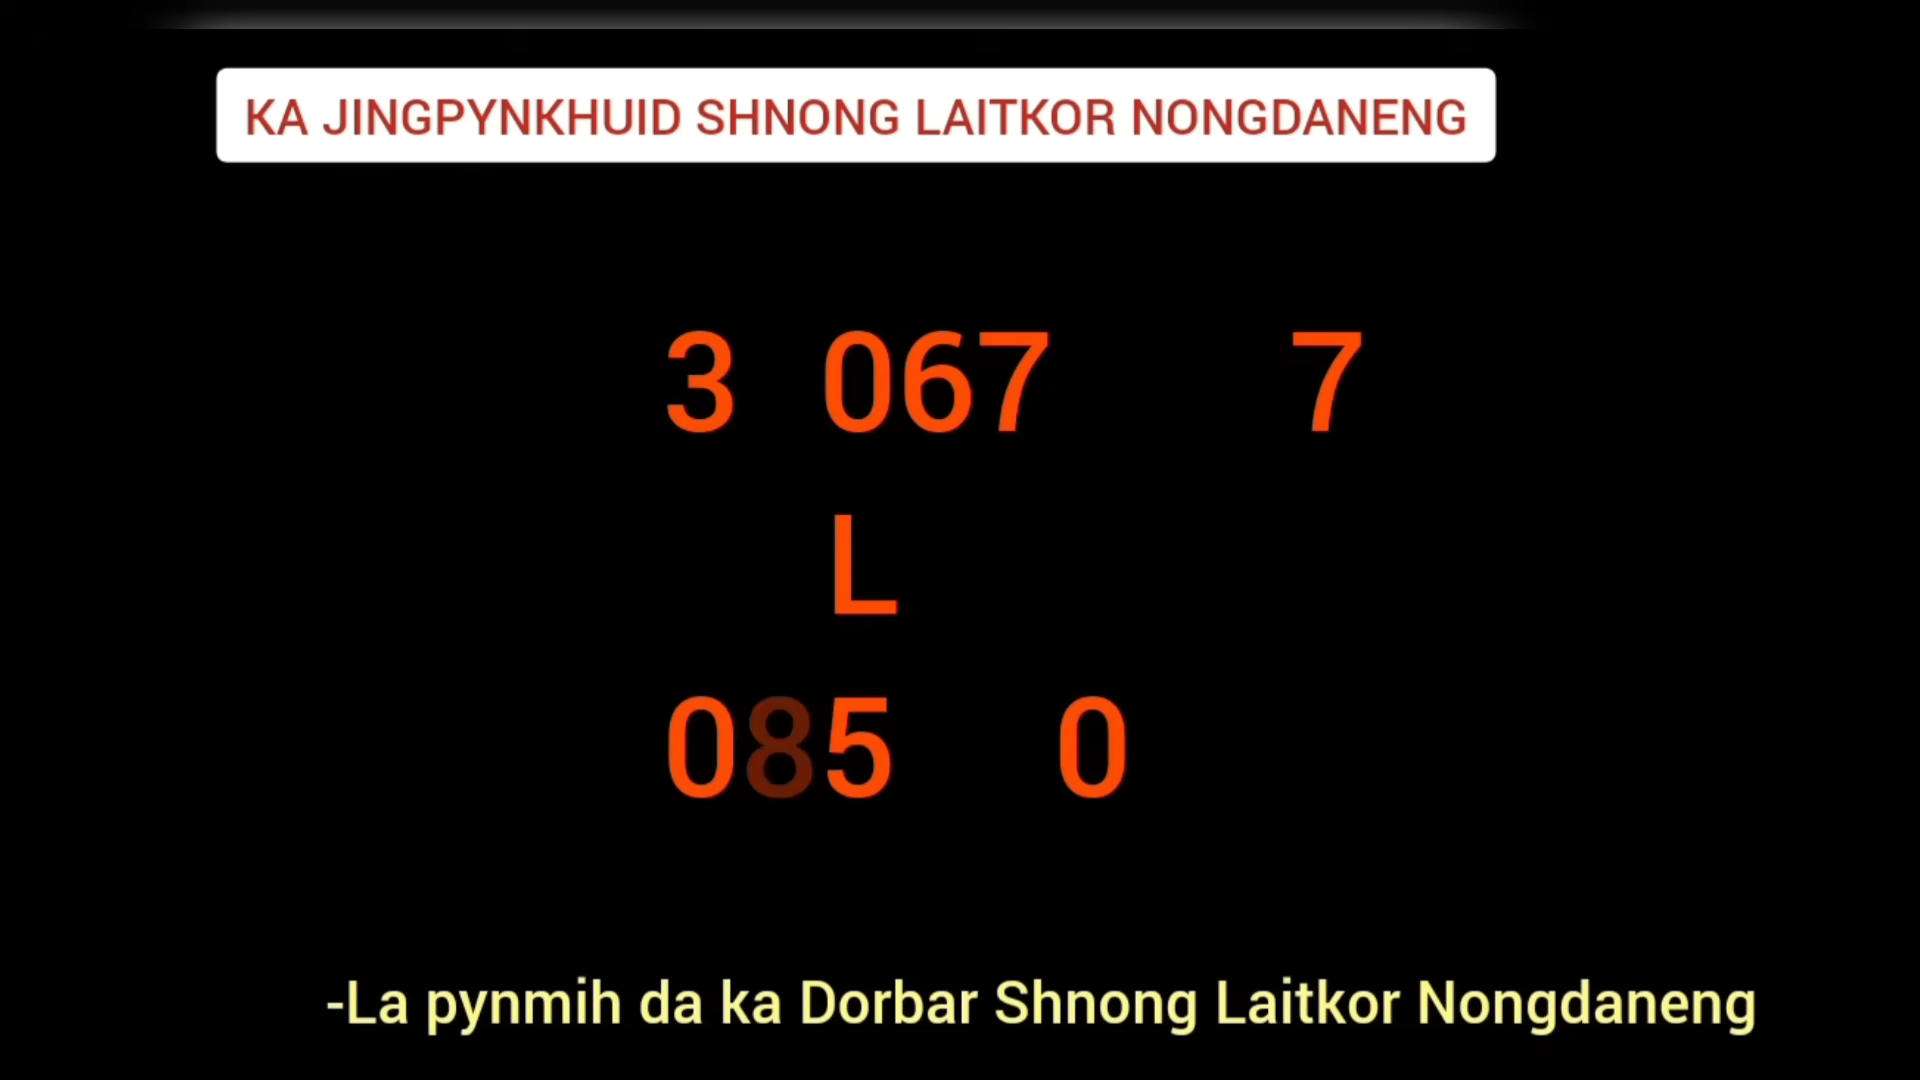 KA JINGPYNKHUID SHNONG LAITKOR NONGDANENG
3 067 7
L
085 0
-La pynmih da ka Dorbar Shnong Laitkor Nongdaneng